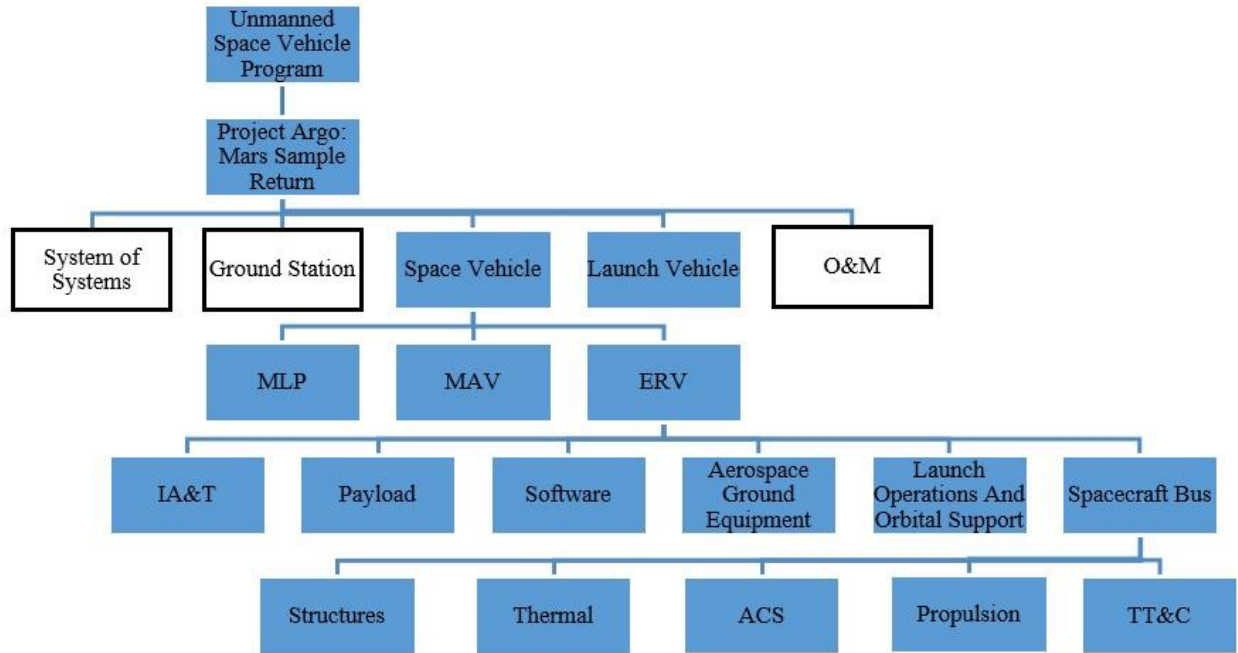 Unmanned
Space Vehicle
Program
Project Argo:
Mars Sample
Return
System of
Systems
Ground Station
Space Vehicle
Launch Vehicle
O&M
MLP
MAV
ERV
IA&T
Payload
Software
Aerospace
Ground
Equipment
Launch
Operations And
Orbital Support
Spacecraft Bus
Structures
Thermal
ACS
Propulsion
TT&C